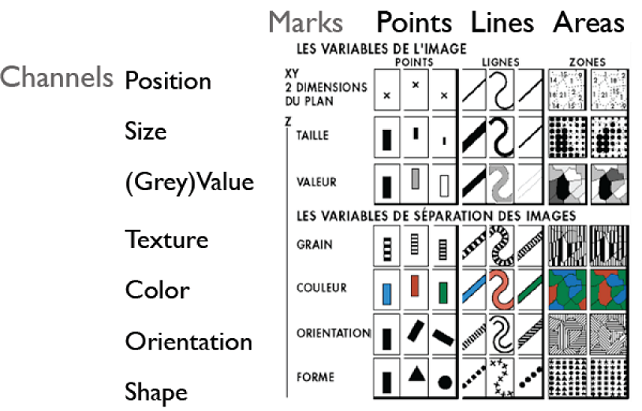 Marks Points Lines Areas
LES VARIABLES DE L'IMAGE
POINTS LIGNES ZONES
Channels
Position
XY
2 DIMENSIONS
DU PLAN
Z
Size TAILLE
(Grey)Value VALEUR
LES VARIABLES DE SÉPARATION DES IMAGES
Texture GRAIN
Color COULEUR
Orientation ORIENTATION
Shape FORME